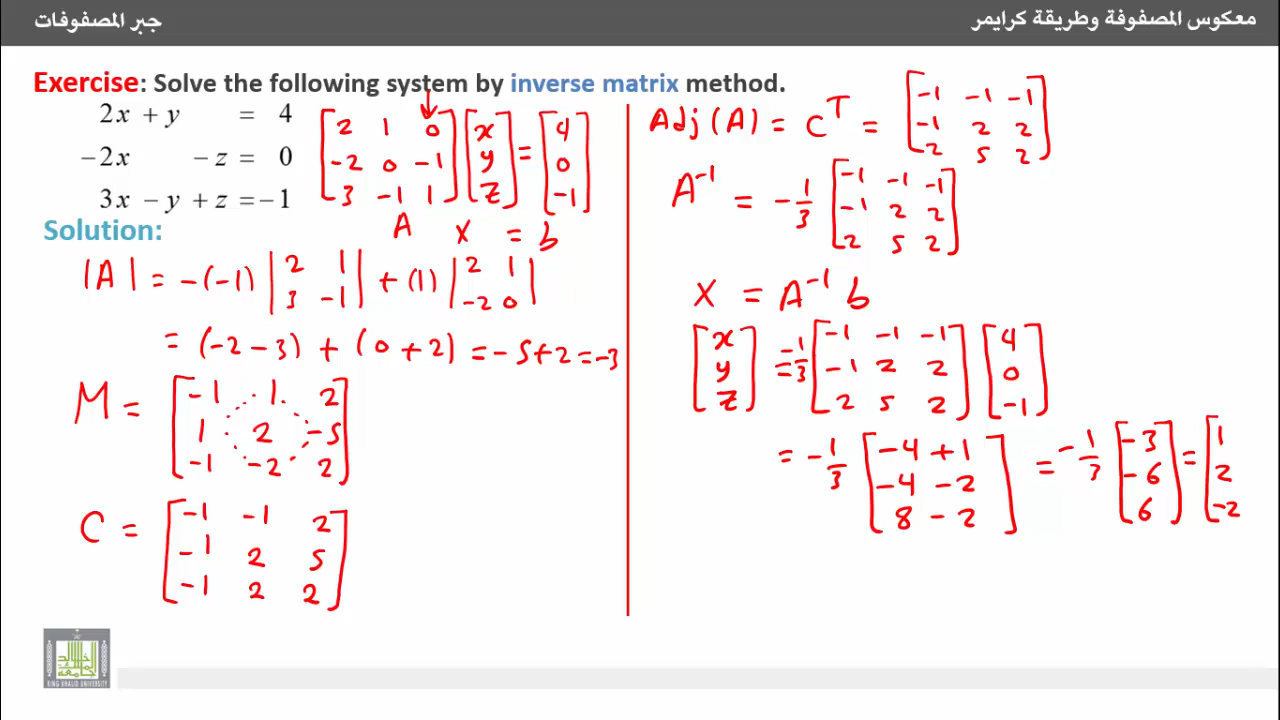 جبر المصفوفات
معكوس المصفوفة وطريقة كرايمر
Exercise: Solve the following system by inverse matrix method.
2x + y = 4
-2x - z = 0
3x - y + z = -1
[2 1 0] [x] = [4]
[-2 0 -1] [y] [0]
[3 -1 1] [z] [-1]
A X = b
Solution:
|A| = -(-1) |2 1| + (1) |2 1|
|3 -1| |-2 0|
= (-2 - 3) + (0 + 2) = -5 + 2 = -3
M = [-1 1 2]
[1 2 -5]
[-1 -2 2]
C = [-1 -1 2]
[-1 2 5]
[-1 2 2]
Adj(A) = C^T = [-1 -1 -1]
[-1 2 2]
[2 5 2]
A^-1 = -1/3 [-1 -1 -1]
[-1 2 2]
[2 5 2]
X = A^-1 b
[x] = -1/3 [-1 -1 -1] [4]
[y] [-1 2 2] [0]
[z] [2 5 2] [-1]
= -1/3 [-4 + 1] = -1/3 [-3] = [1]
[-4 - 2] [-6] [2]
[8 - 2] [6] [-2]
جامعة الملك خالد
KING KHALID UNIVERSITY